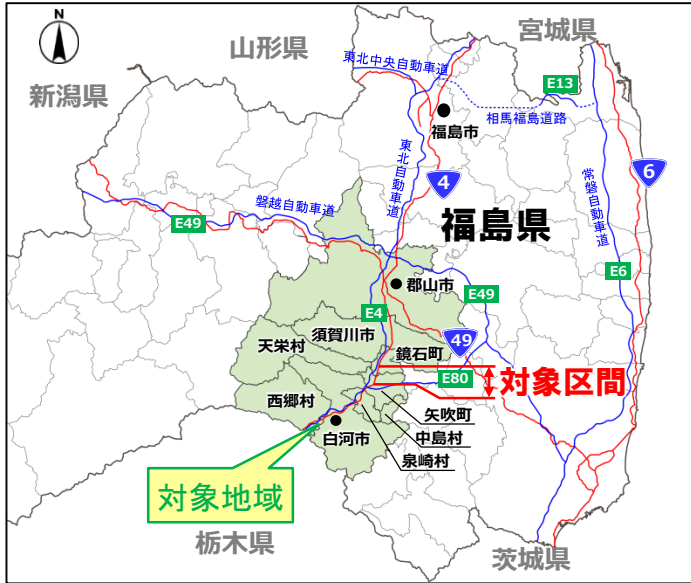 N
宮城県
山形県
新潟県
東北中央自動車道
E13
相馬福島道路
福島市
東北自動車道
4
6
常磐自動車道
磐越自動車道
E49
福島県
E6
郡山市
E49
E4
須賀川市
49
天栄村
鏡石町
E80
対象区間
西郷村
矢吹町
白河市
中島村
泉崎村
対象地域
栃木県
茨城県